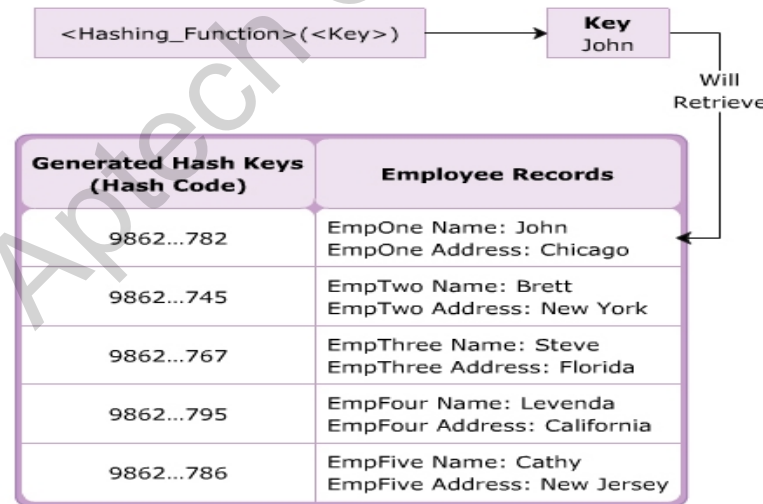 <Hashing_Function>(<Key>)
Key
John
Will
Retrieve
Generated Hash Keys
(Hash Code)
Employee Records
9862...782
EmpOne Name: John
EmpOne Address: Chicago
9862...745
EmpTwo Name: Brett
EmpTwo Address: New York
9862...767
EmpThree Name: Steve
EmpThree Address: Florida
9862...795
EmpFour Name: Levenda
EmpFour Address: California
9862...786
EmpFive Name: Cathy
EmpFive Address: New Jersey
Aptech